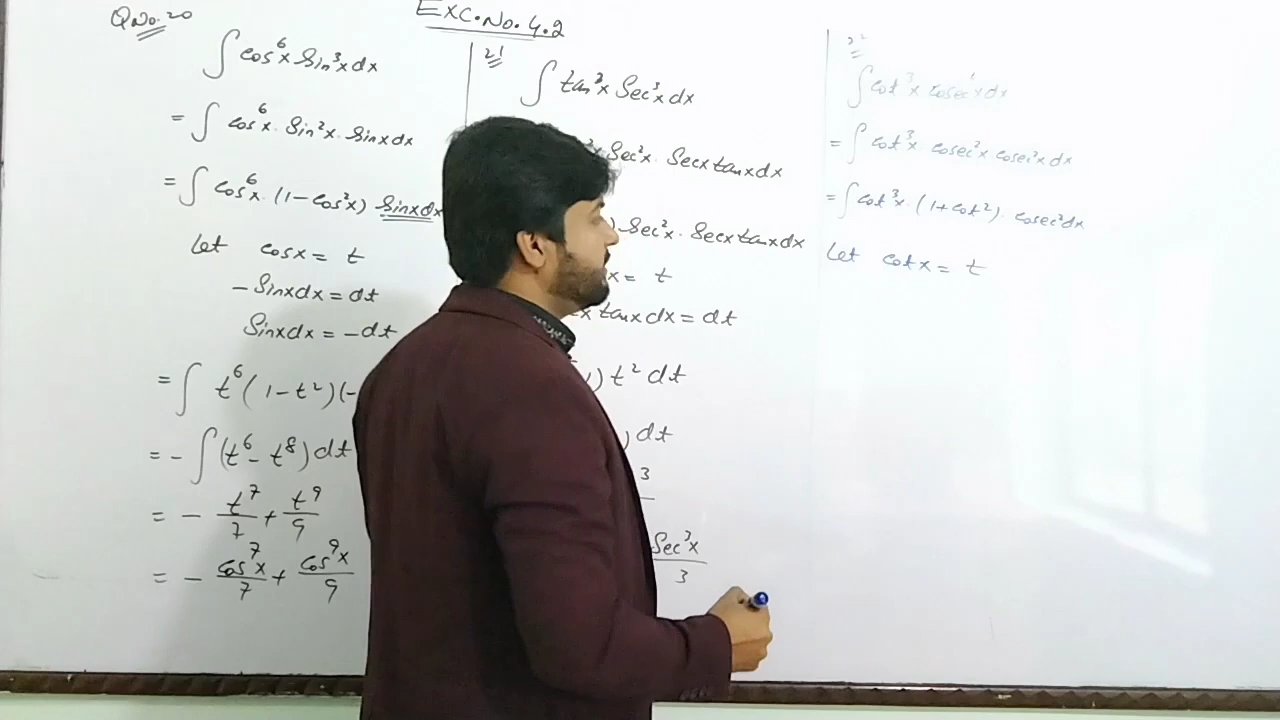 Exc. No. 4.2
Q No. 20
∫ cos⁶x Sin³x dx
= ∫ cos⁶x · Sin²x · Sinx dx
= ∫ cos⁶x · (1 − cos²x) Sinx dx
Let cosx = t
− Sinx dx = dt
Sinx dx = − dt
= ∫ t⁶ (1 − t²) (−
= − ∫ (t⁶ − t⁸) dt
= − t⁷/7 + t⁹/9
= − cos⁷x/7 + cos⁹x/9
21
∫ tan³x Sec³x dx
²x · Sec²x · Secx tanx dx
) Sec²x · Secx tanx dx
x = t
x tanx dx = dt
) t² dt
) dt
3
Sec³x/3
∫ cot³x cosec⁴x dx
= ∫ cot³x cosec²x cosec²x dx
= ∫ cot³x · (1 + cot²) · cosec²dx
Let cotx = t